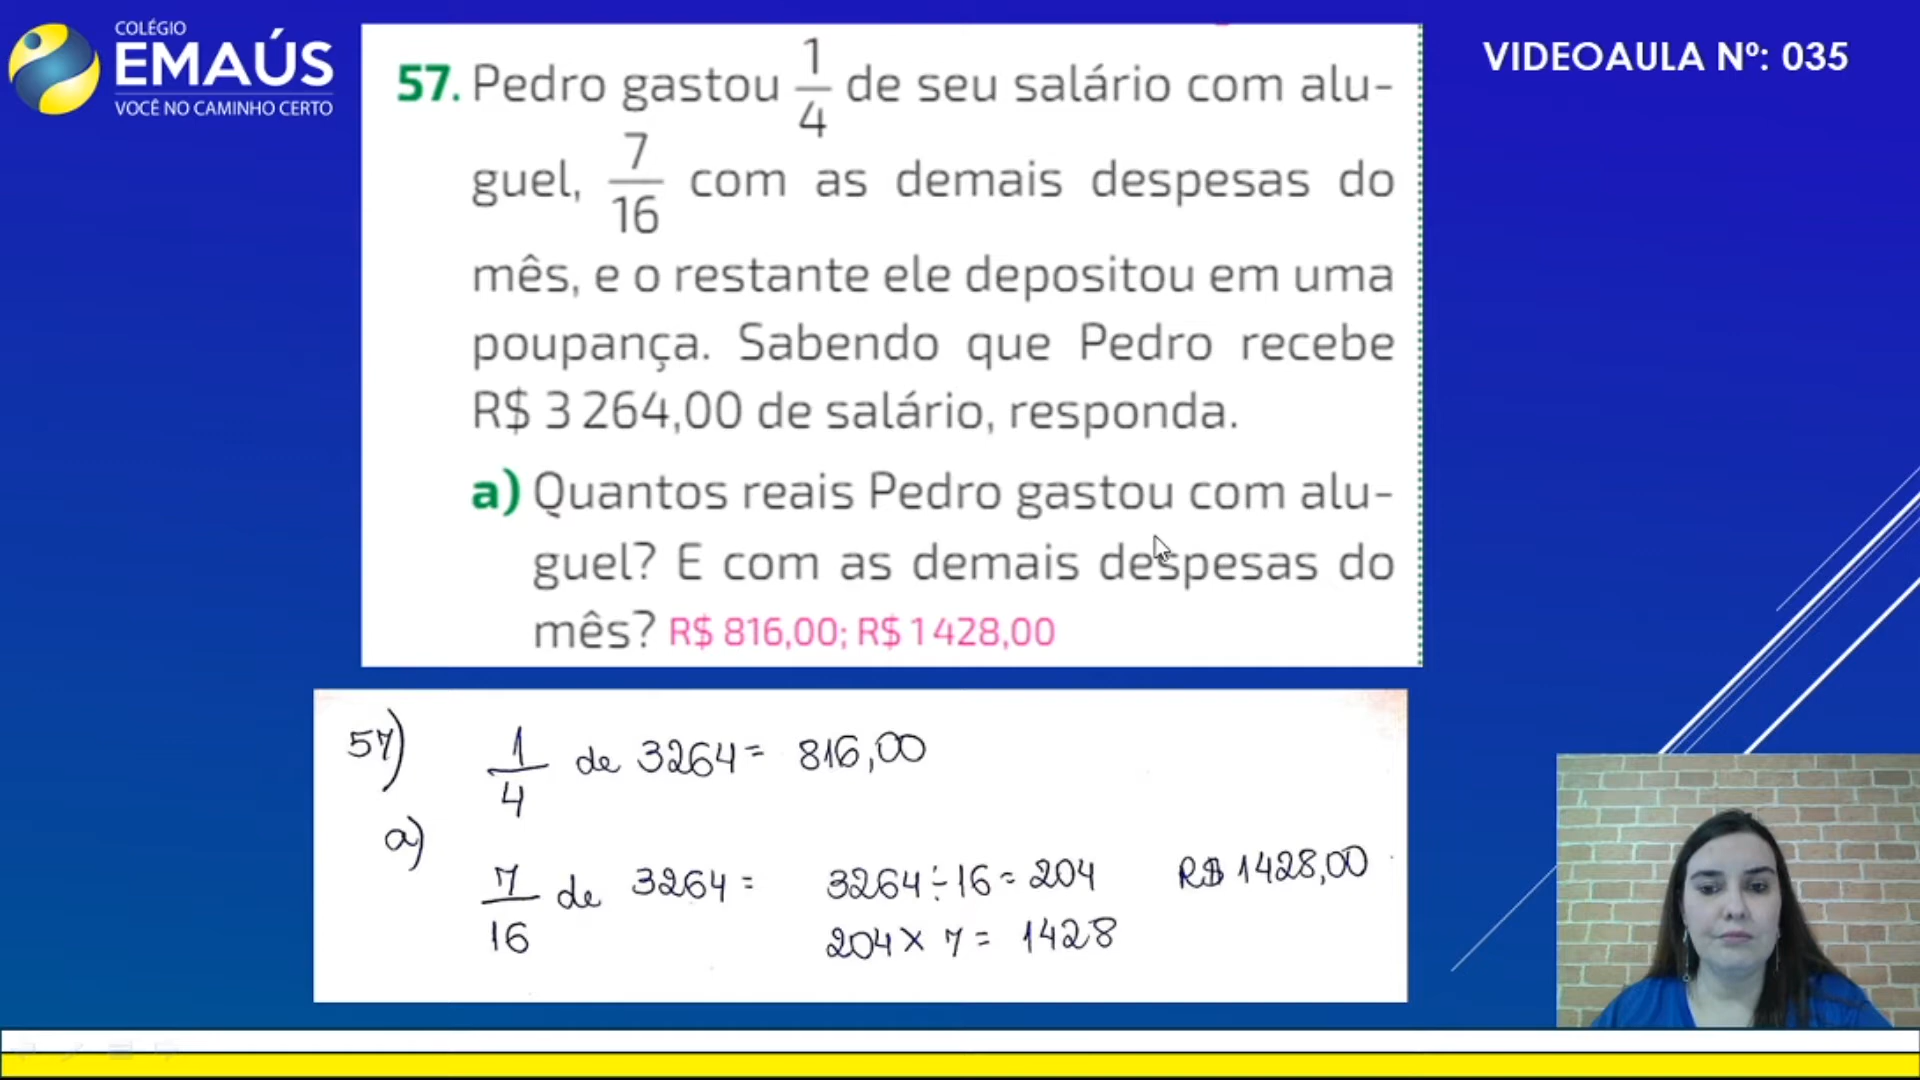 COLÉGIO
EMAÚS
VOCÊ NO CAMINHO CERTO
VIDEOAULA Nº: 035
57. Pedro gastou 1/4 de seu salário com alu-
guel, 7/16 com as demais despesas do
mês, e o restante ele depositou em uma
poupança. Sabendo que Pedro recebe
R$ 3 264,00 de salário, responda.
a) Quantos reais Pedro gastou com alu-
guel? E com as demais despesas do
mês? R$ 816,00; R$ 1 428,00
57) 1/4 de 3264 = 816,00
a)
7/16 de 3264 = 3264 ÷ 16 = 204 R$ 1428,00
204 x 7 = 1428